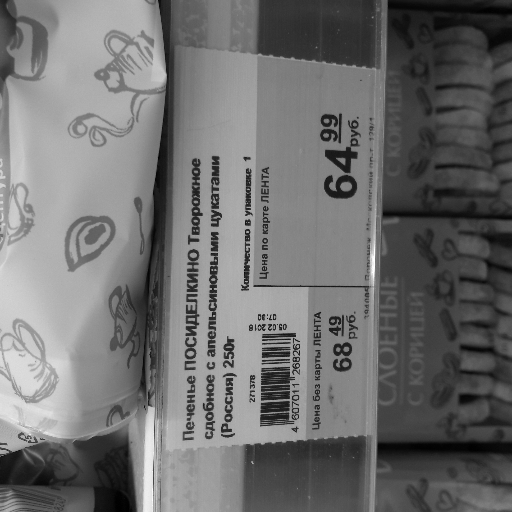 Печенье ПОСИДЕЛКИНО Творожное
сдобное с апельсиновыми цукатами
(Россия) 250г
Количество в упаковке 1
Цена по карте ЛЕНТА
64 99
руб.
271378
05.02.2018
07:30
4 607011 268267
Цена без карты ЛЕНТА
68 49
руб.
С КОРИЦЕЙ
С КОРИЦЕЙ